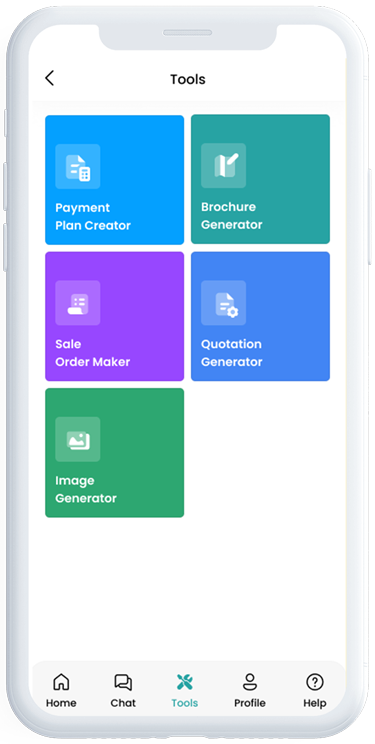 Tools
Payment
Plan Creator
Brochure
Generator
Sale
Order Maker
Quotation
Generator
Image
Generator
Home
Chat
Tools
Profile
Help